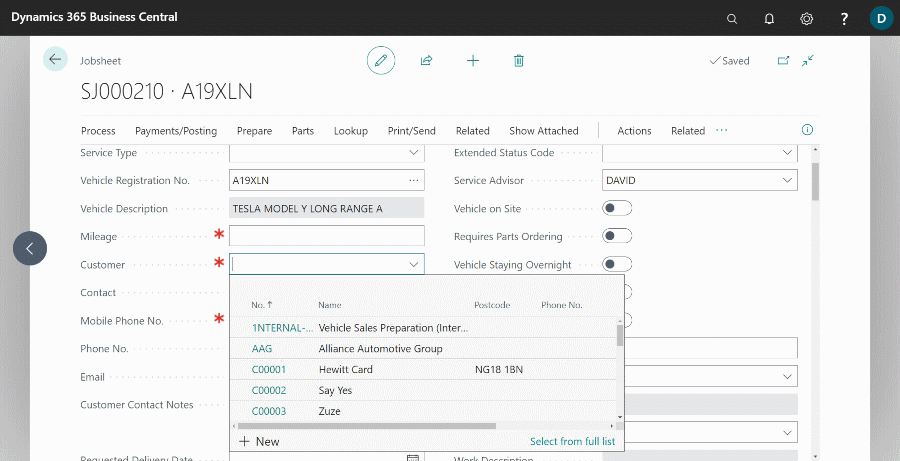 Dynamics 365 Business Central
?
D
Jobsheet
Saved
SJ000210 · A19XLN
Process Payments/Posting Prepare Parts Lookup Print/Send Related Show Attached Actions Related ···
Service Type
Extended Status Code
Vehicle Registration No. A19XLN ···
Service Advisor DAVID
Vehicle Description TESLA MODEL Y LONG RANGE A
Vehicle on Site
Mileage *
Requires Parts Ordering
Customer *
Vehicle Staying Overnight
Contact
Mobile Phone No. *
Phone No.
Email
Customer Contact Notes
No. ↑ Name Postcode Phone No.
1NTERNAL-... Vehicle Sales Preparation (Inter...
AAG Alliance Automotive Group
C00001 Hewitt Card NG18 1BN
C00002 Say Yes
C00003 Zuze
+ New Select from full list
Requested Delivery Date
Work Description